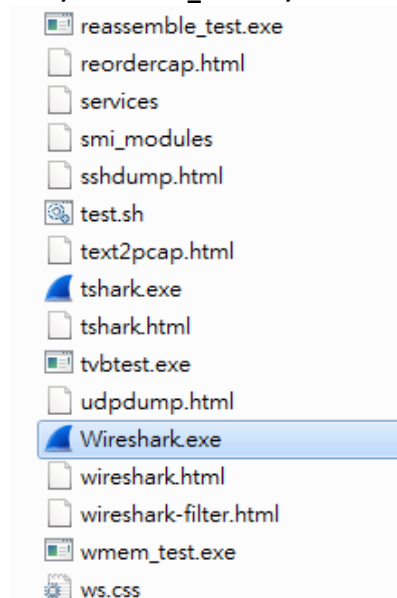 reassemble_test.exe
reordercap.html
services
smi_modules
sshdump.html
test.sh
text2pcap.html
tshark.exe
tshark.html
tvbtest.exe
udpdump.html
Wireshark.exe
wireshark.html
wireshark-filter.html
wmem_test.exe
ws.css